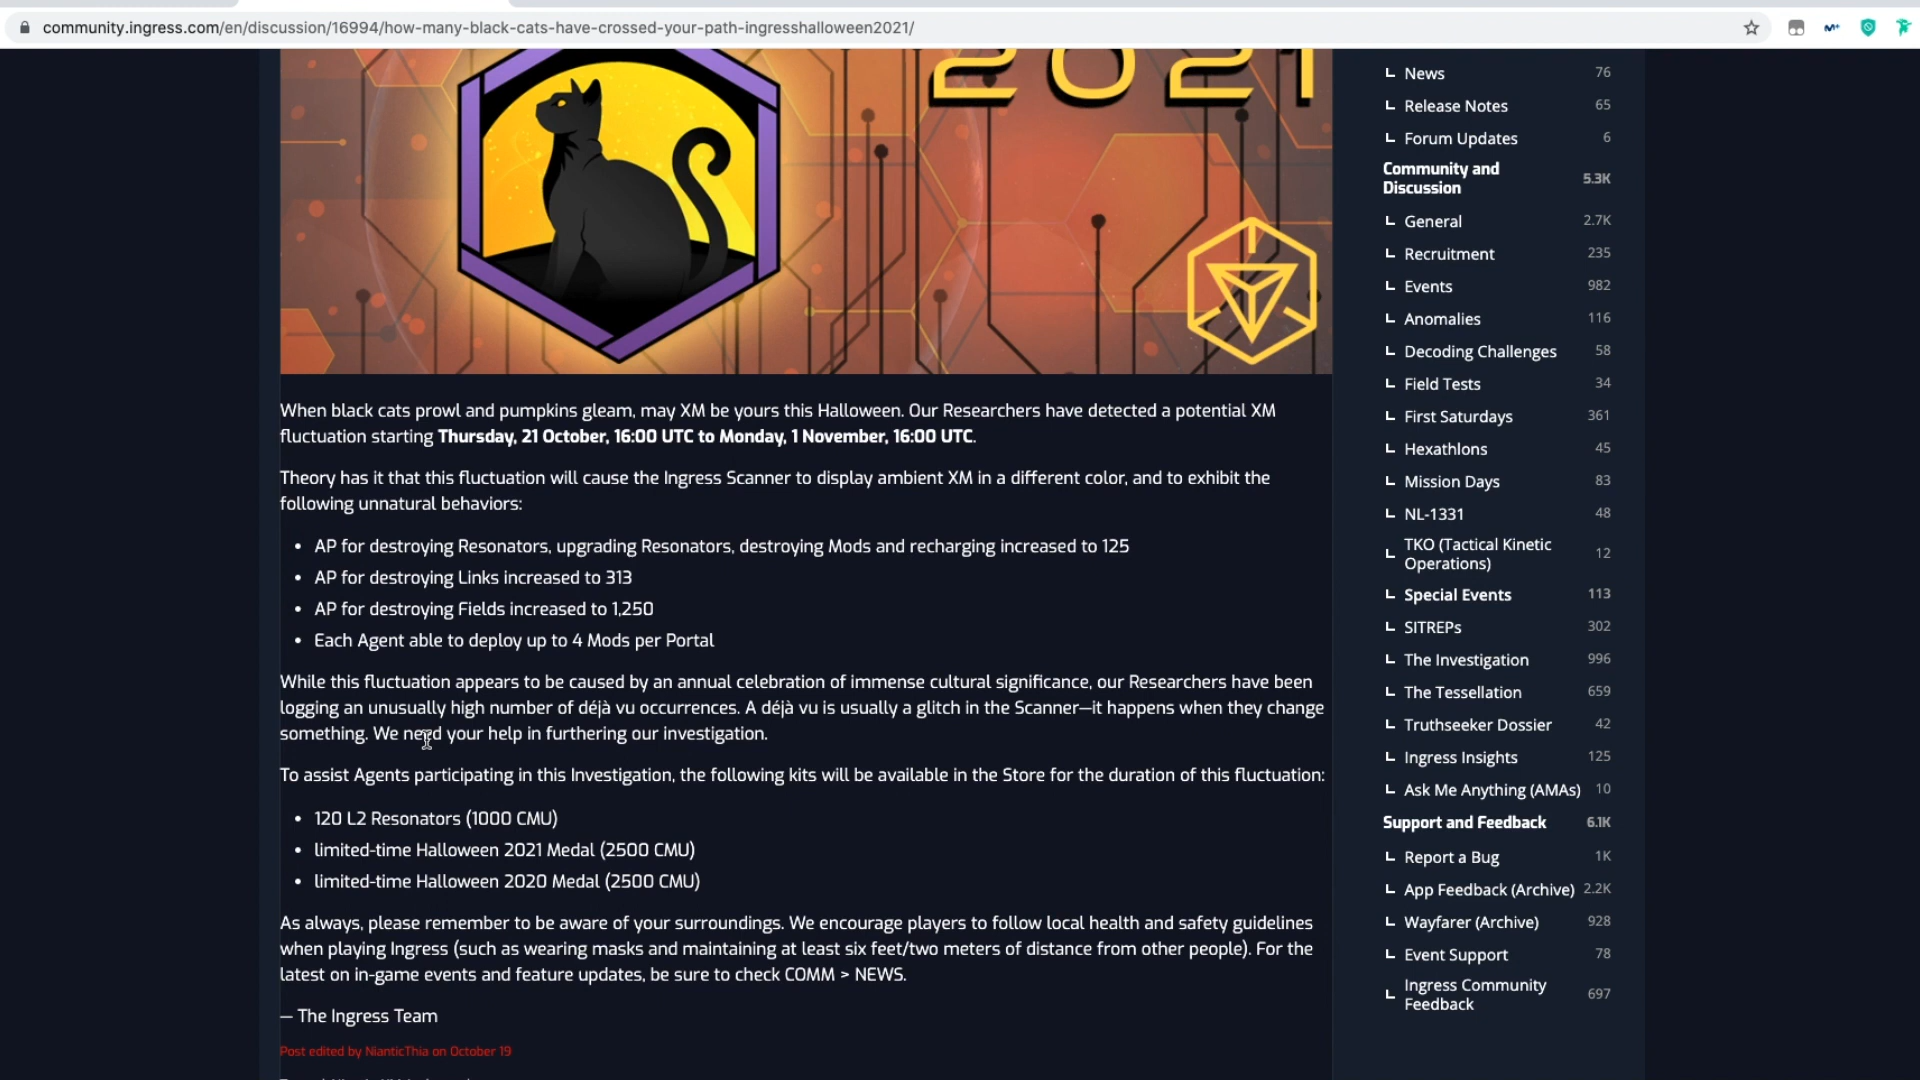 community.ingress.com/en/discussion/16994/how-many-black-cats-have-crossed-your-path-ingresshalloween2021/
2021
When black cats prowl and pumpkins gleam, may XM be yours this Halloween. Our Researchers have detected a potential XM
fluctuation starting Thursday, 21 October, 16:00 UTC to Monday, 1 November, 16:00 UTC.
Theory has it that this fluctuation will cause the Ingress Scanner to display ambient XM in a different color, and to exhibit the
following unnatural behaviors:
• AP for destroying Resonators, upgrading Resonators, destroying Mods and recharging increased to 125
• AP for destroying Links increased to 313
• AP for destroying Fields increased to 1,250
• Each Agent able to deploy up to 4 Mods per Portal
While this fluctuation appears to be caused by an annual celebration of immense cultural significance, our Researchers have been
logging an unusually high number of déjà vu occurrences. A déjà vu is usually a glitch in the Scanner—it happens when they change
something. We need your help in furthering our investigation.
To assist Agents participating in this Investigation, the following kits will be available in the Store for the duration of this fluctuation:
• 120 L2 Resonators (1000 CMU)
• limited-time Halloween 2021 Medal (2500 CMU)
• limited-time Halloween 2020 Medal (2500 CMU)
As always, please remember to be aware of your surroundings. We encourage players to follow local health and safety guidelines
when playing Ingress (such as wearing masks and maintaining at least six feet/two meters of distance from other people). For the
latest on in-game events and feature updates, be sure to check COMM > NEWS.
— The Ingress Team
Post edited by NianticThia on October 19
News 76
Release Notes 65
Forum Updates 6
Community and
Discussion 5.3K
General 2.7K
Recruitment 235
Events 982
Anomalies 116
Decoding Challenges 58
Field Tests 34
First Saturdays 361
Hexathlons 45
Mission Days 83
NL-1331 48
TKO (Tactical Kinetic
Operations) 12
Special Events 113
SITREPs 302
The Investigation 996
The Tessellation 659
Truthseeker Dossier 42
Ingress Insights 125
Ask Me Anything (AMAs) 10
Support and Feedback 6.1K
Report a Bug 1K
App Feedback (Archive) 2.2K
Wayfarer (Archive) 928
Event Support 78
Ingress Community
Feedback 697